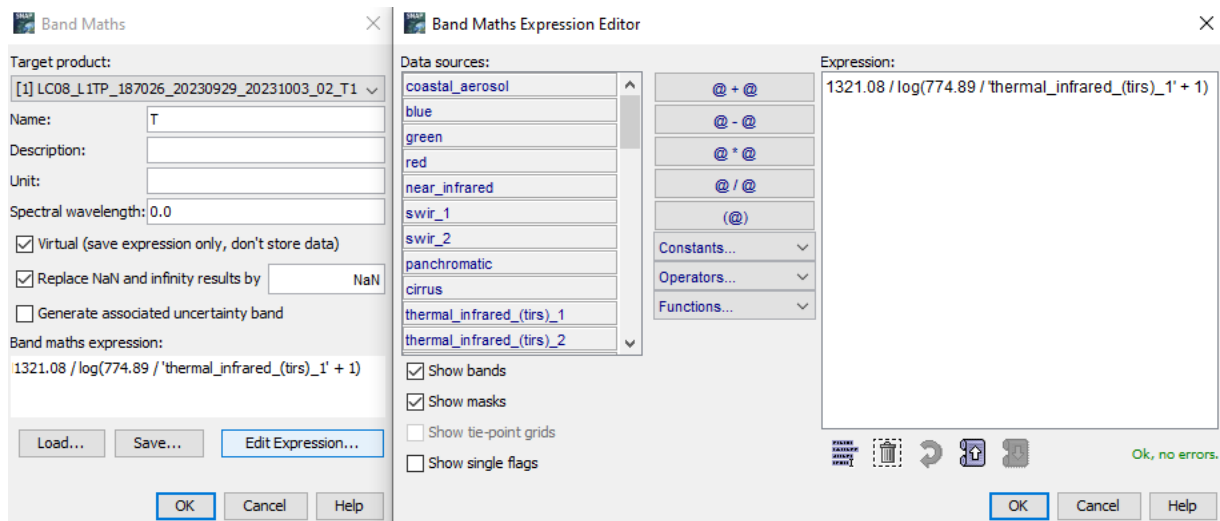 Band Maths
Target product:
[1] LC08_L1TP_187026_20230929_20231003_02_T1
Name:
T
Description:
Unit:
Spectral wavelength: 0.0
Virtual (save expression only, don't store data)
Replace NaN and infinity results by
NaN
Generate associated uncertainty band
Band maths expression:
1321.08 / log(774.89 / 'thermal_infrared_(tirs)_1' + 1)
Load...
Save...
Edit Expression...
OK
Cancel
Help
Band Maths Expression Editor
Data sources:
coastal_aerosol
blue
green
red
near_infrared
swir_1
swir_2
panchromatic
cirrus
thermal_infrared_(tirs)_1
thermal_infrared_(tirs)_2
Show bands
Show masks
Show tie-point grids
Show single flags
@ + @
@ - @
@ * @
@ / @
(@)
Constants...
Operators...
Functions...
Expression:
1321.08 / log(774.89 / 'thermal_infrared_(tirs)_1' + 1)
Ok, no errors.
OK
Cancel
Help